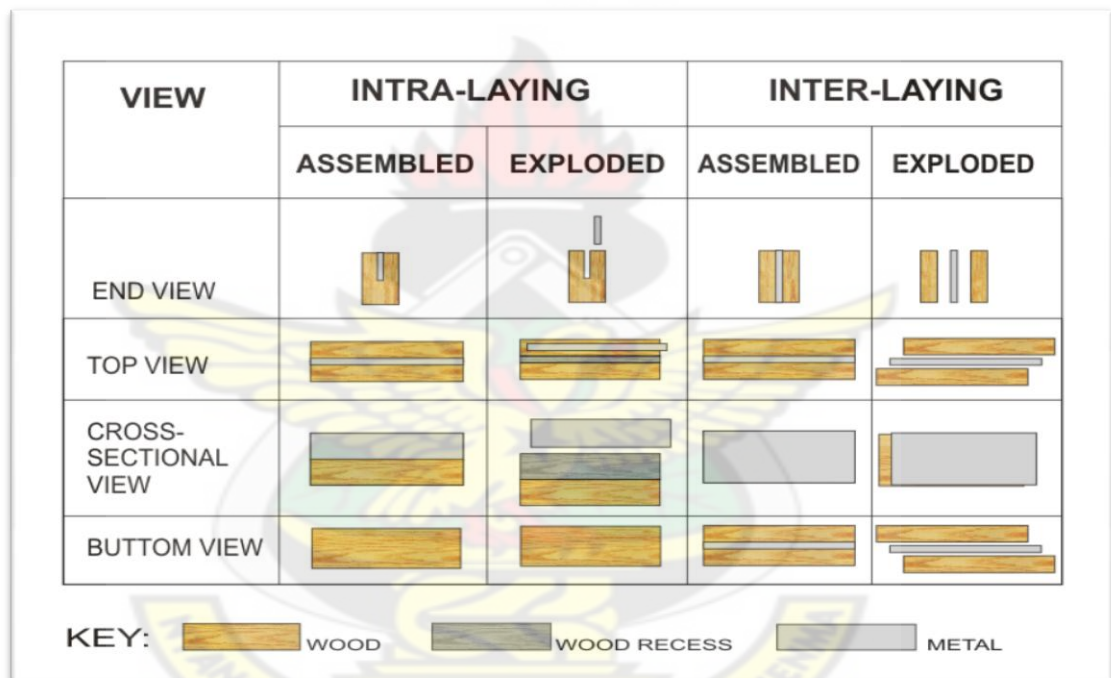 VIEW
INTRA-LAYING
INTER-LAYING
ASSEMBLED
EXPLODED
ASSEMBLED
EXPLODED
END VIEW
TOP VIEW
CROSS-
SECTIONAL
VIEW
BUTTOM VIEW
KEY:
WOOD
WOOD RECESS
METAL